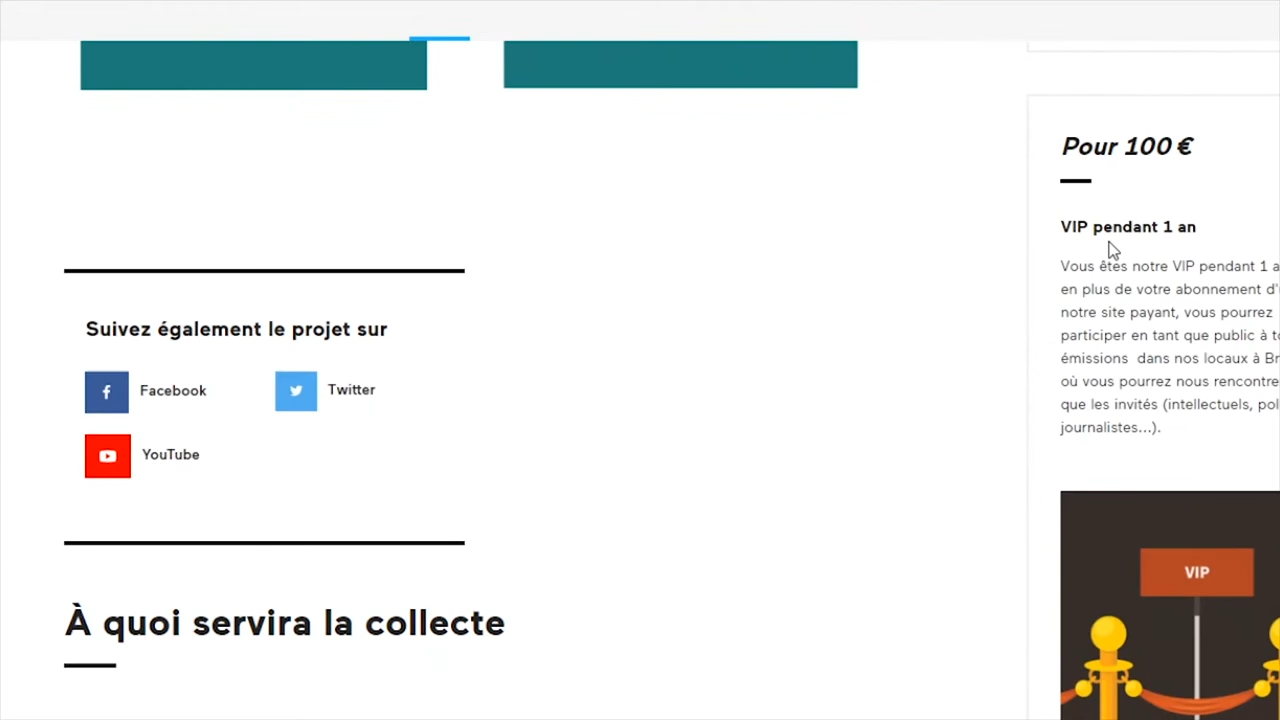 Pour 100 €
VIP pendant 1 an
Vous êtes notre VIP pendant 1
en plus de votre abonnement
notre site payant, vous pourrez
participer en tant que public à
émissions dans nos locaux à
où vous pourrez nous
que les invités (intellectuels,
journalistes...).
VIP
Suivez également le projet sur
Facebook
Twitter
YouTube
À quoi servira la collecte